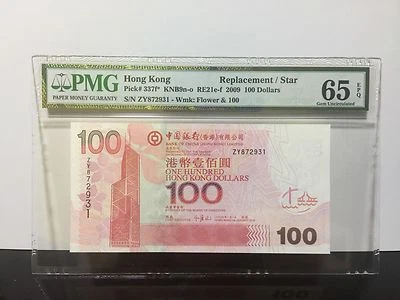 PMG
PAPER MONEY GUARANTY
Hong Kong Replacement / Star
Pick# 337f* KNB9n-o RE21e-f 2009 100 Dollars
S/N ZY872931 - Wmk: Flower & 100
65 EPQ
Gem Uncirculated
100
中國銀行(香港)有限公司
BANK OF CHINA (HONG KONG) LIMITED
ZY872931
ZY872931
港幣壹佰圓
ONE HUNDRED
HONG KONG DOLLARS
100
100